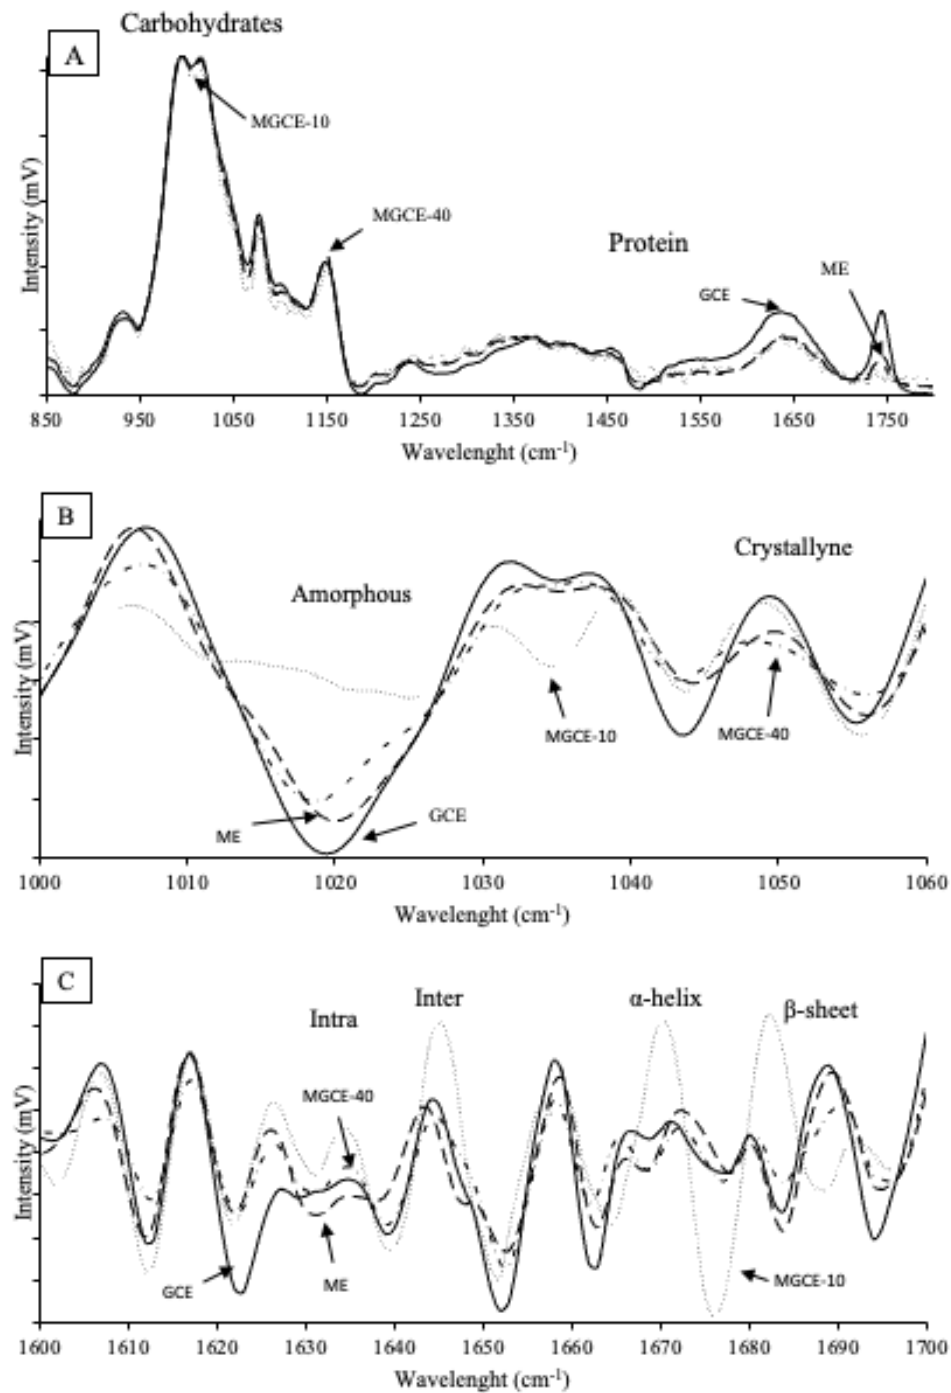 Carbohydrates
A
MGCE-10
MGCE-40
Protein
ME
GCE
Intensity (mV)
850 950 1050 1150 1250 1350 1450 1550 1650 1750
Wavelenght (cm-1)
B
Crystallyne
Amorphous
MGCE-10
MGCE-40
GCE
ME
Intensity (mV)
1000 1010 1020 1030 1040 1050 1060
Wavelenght (cm-1)
C
Inter
α-helix
β-sheet
Intra
MGCE-40
GCE
ME
MGCE-10
Intensity (mV)
1600 1610 1620 1630 1640 1650 1660 1670 1680 1690 1700
Wavelenght (cm-1)